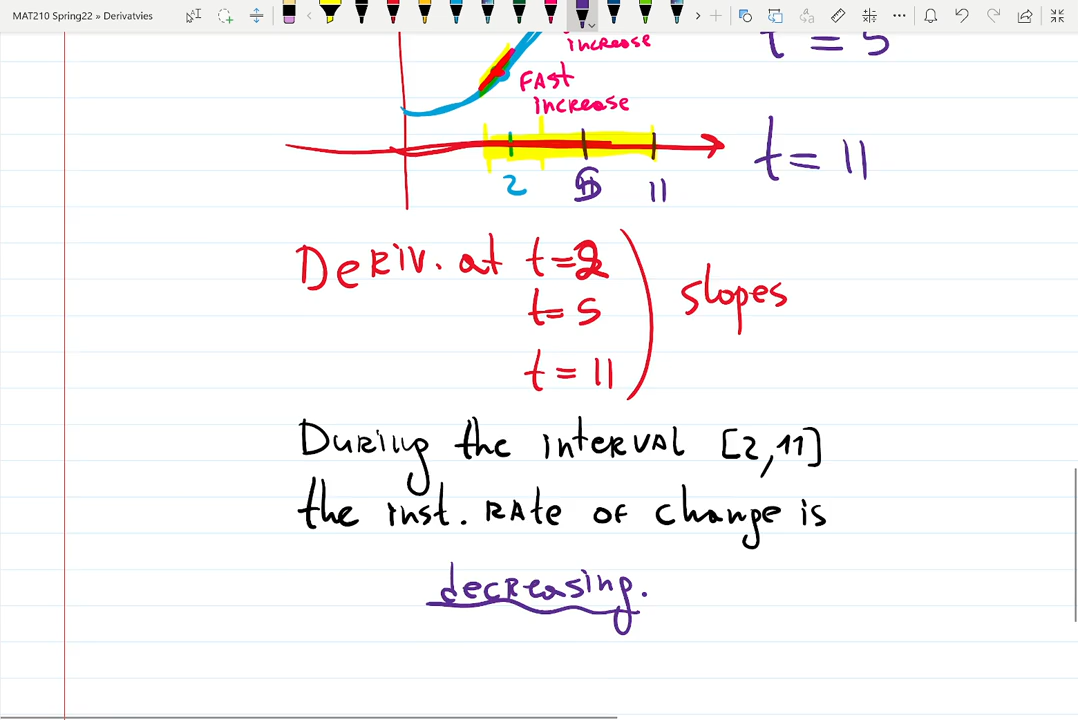 MAT210 Spring22 » Derivatvies
increase
t = 5
FASt
increase
t = 11
2
11
DeRIV. at t=2
t= 5
t = 11
slopes
DuRing the interval [2,11]
the inst. RAte of change is
decreasing.